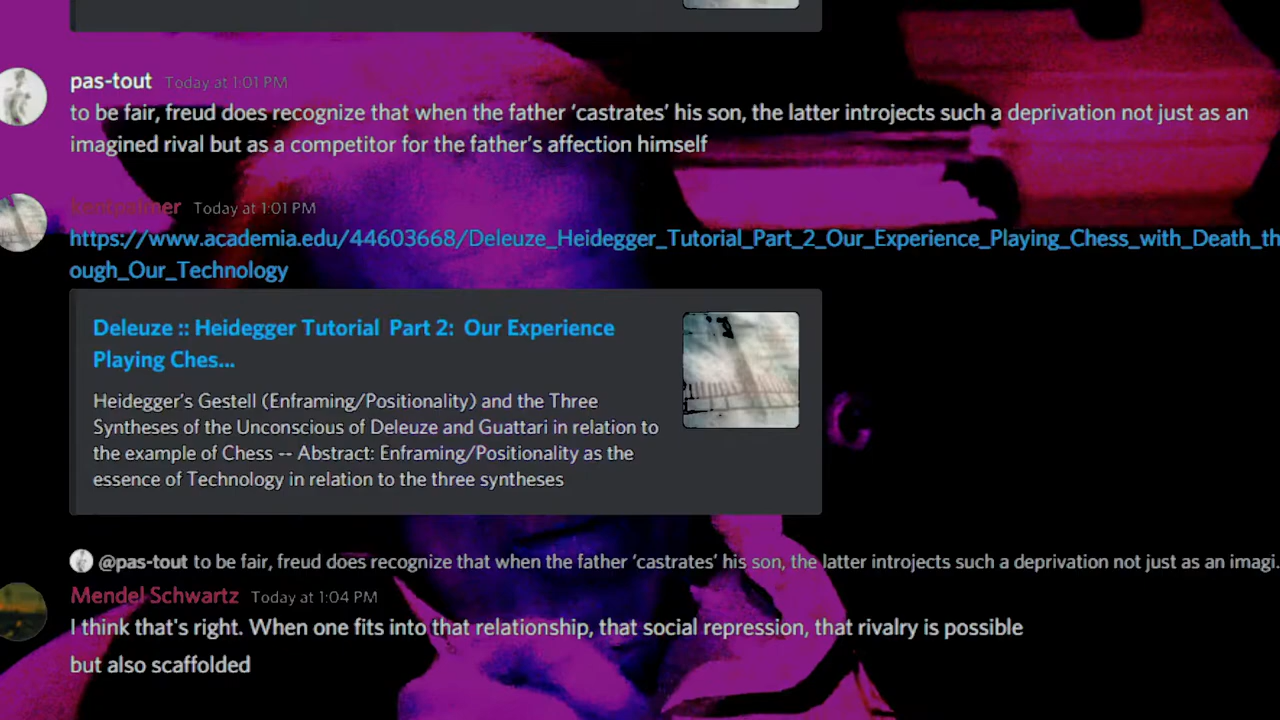 pas-tout Today at 1:01 PM
to be fair, freud does recognize that when the father ‘castrates’ his son, the latter introjects such a deprivation not just as an
imagined rival but as a competitor for the father’s affection himself
kentpalmer Today at 1:01 PM
https://www.academia.edu/44603668/Deleuze_Heidegger_Tutorial_Part_2_Our_Experience_Playing_Chess_with_Death_th
ough_Our_Technology
Deleuze :: Heidegger Tutorial Part 2: Our Experience
Playing Ches...
Heidegger's Gestell (Enframing/Positionality) and the Three
Syntheses of the Unconscious of Deleuze and Guattari in relation to
the example of Chess -- Abstract: Enframing/Positionality as the
essence of Technology in relation to the three syntheses
@pas-tout to be fair, freud does recognize that when the father ‘castrates’ his son, the latter introjects such a deprivation not just as an imagi.
Mendel Schwartz Today at 1:04 PM
I think that's right. When one fits into that relationship, that social repression, that rivalry is possible
but also scaffolded